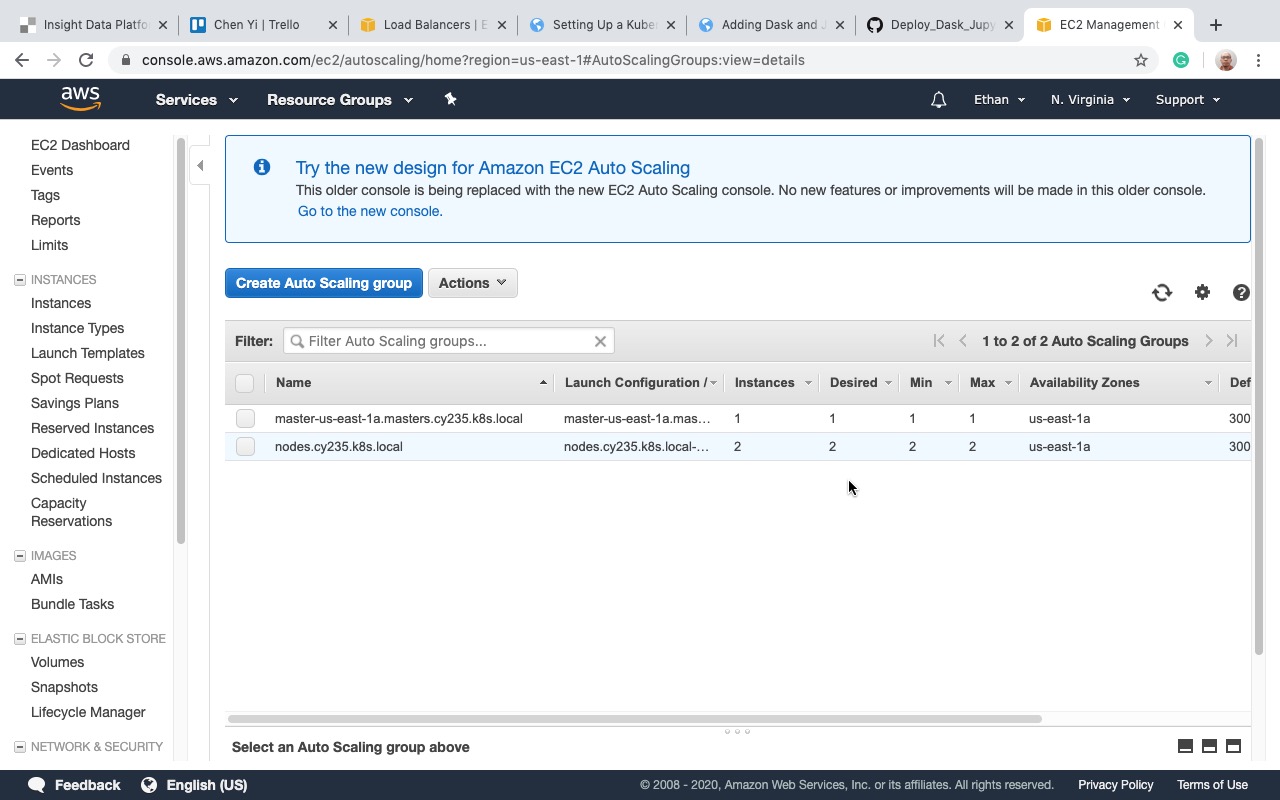 Insight Data Platfo
Chen Yi | Trello
Load Balancers | E
Setting Up a Kube
Adding Dask and J
Deploy_Dask_Jupy
EC2 Management
console.aws.amazon.com/ec2/autoscaling/home?region=us-east-1#AutoScalingGroups:view=details
aws
Services
Resource Groups
Ethan
N. Virginia
Support
EC2 Dashboard
Events
Tags
Reports
Limits
INSTANCES
Instances
Instance Types
Launch Templates
Spot Requests
Savings Plans
Reserved Instances
Dedicated Hosts
Scheduled Instances
Capacity
Reservations
IMAGES
AMIs
Bundle Tasks
ELASTIC BLOCK STORE
Volumes
Snapshots
Lifecycle Manager
NETWORK & SECURITY
Try the new design for Amazon EC2 Auto Scaling
This older console is being replaced with the new EC2 Auto Scaling console. No new features or improvements will be made in this older console.
Go to the new console.
Create Auto Scaling group
Actions
Filter: Filter Auto Scaling groups...
1 to 2 of 2 Auto Scaling Groups
Name Launch Configuration / Instances Desired Min Max Availability Zones Def
master-us-east-1a.masters.cy235.k8s.local master-us-east-1a.mas... 1 1 1 1 us-east-1a 300
nodes.cy235.k8s.local nodes.cy235.k8s.local-... 2 2 2 2 us-east-1a 300
Select an Auto Scaling group above
Feedback
English (US)
© 2008 - 2020, Amazon Web Services, Inc. or its affiliates. All rights reserved.
Privacy Policy
Terms of Use